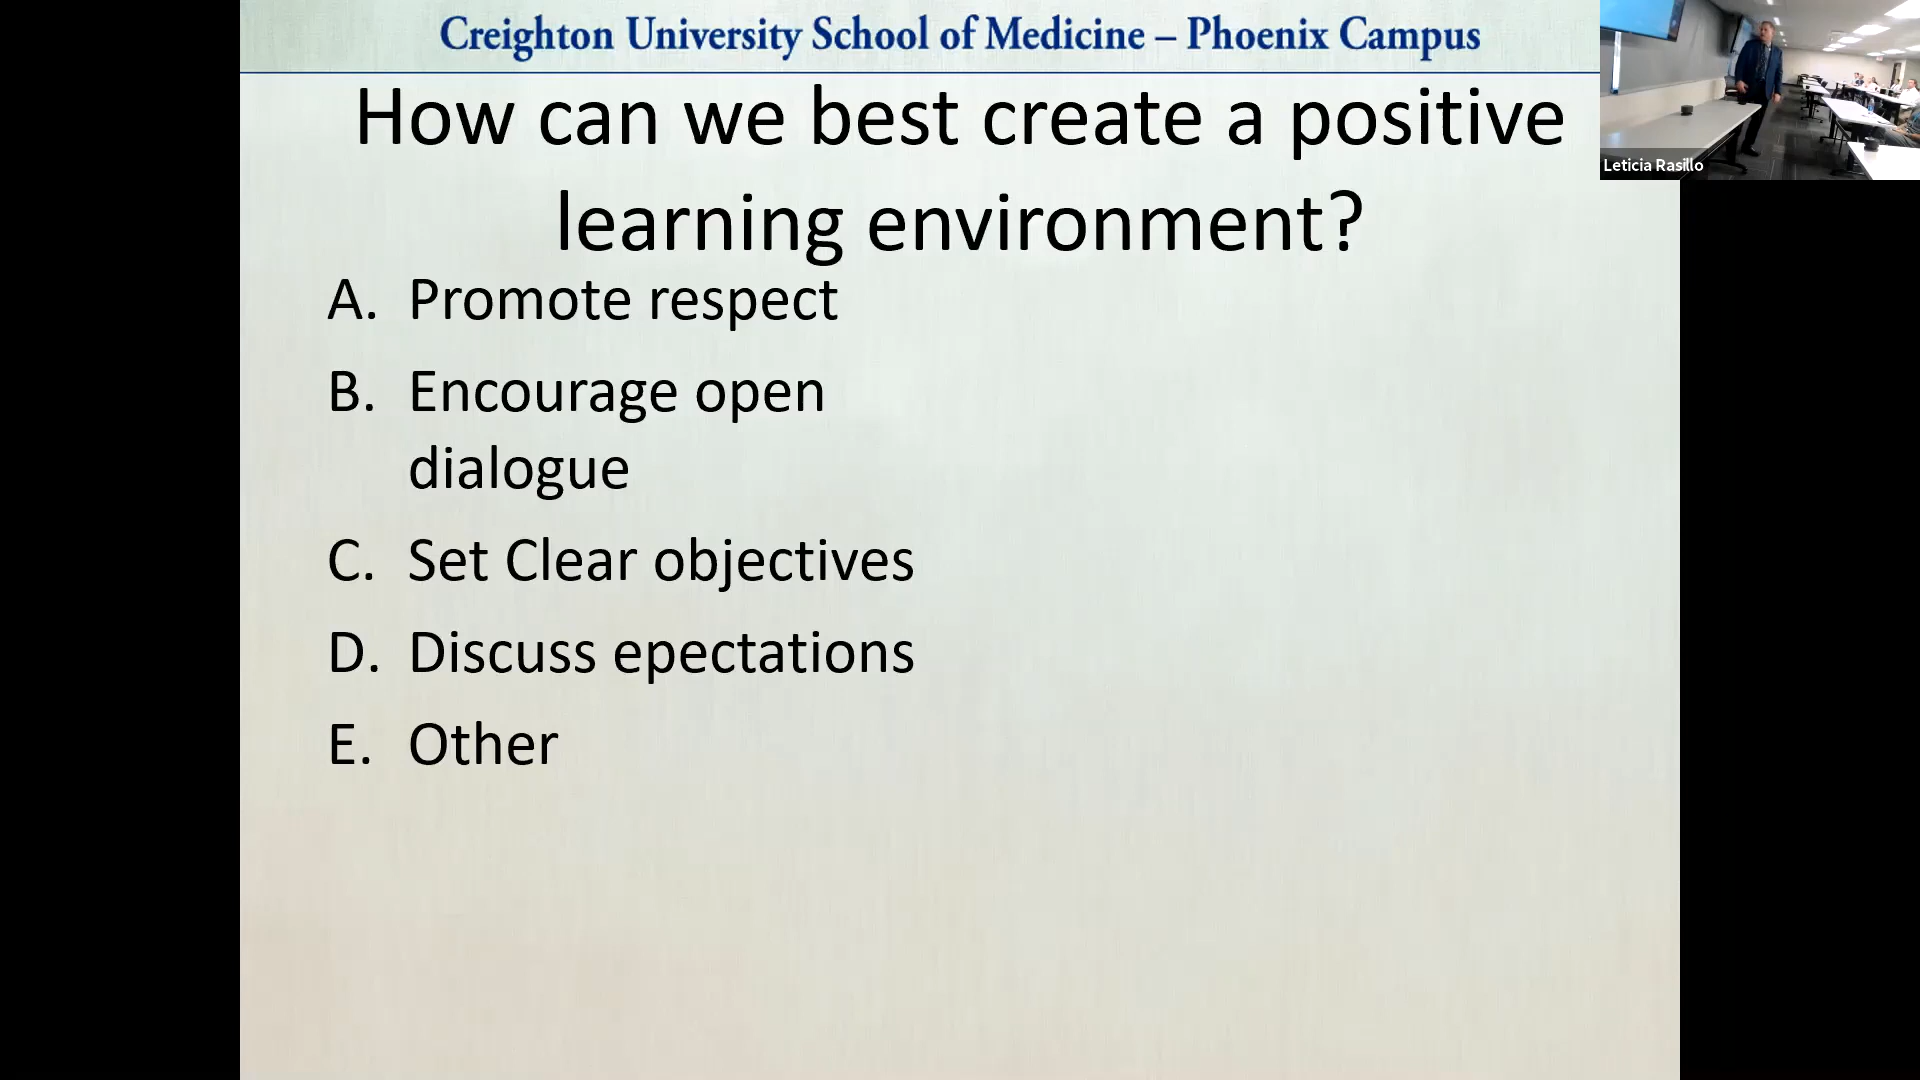 Creighton University School of Medicine – Phoenix Campus
How can we best create a positive
learning environment?
A. Promote respect
B. Encourage open
dialogue
C. Set Clear objectives
D. Discuss epectations
E. Other
Leticia Rasillo